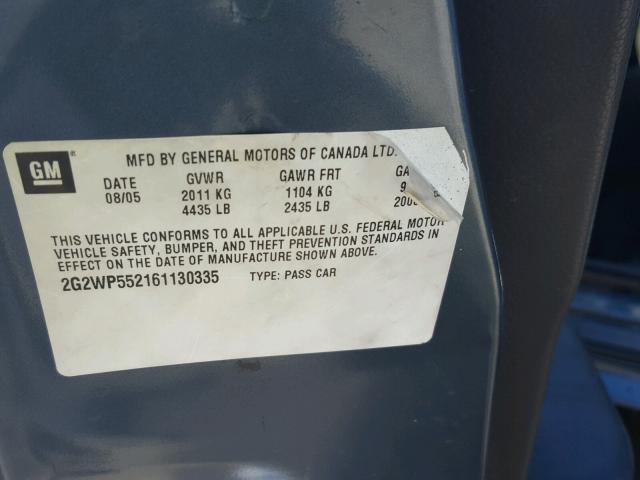 GM ® MFD BY GENERAL MOTORS OF CANADA LTD.
DATE GVWR GAWR FRT
08/05 2011 KG 1104 KG
4435 LB 2435 LB
THIS VEHICLE CONFORMS TO ALL APPLICABLE U.S. FEDERAL MOTOR
VEHICLE SAFETY, BUMPER, AND THEFT PREVENTION STANDARDS IN
EFFECT ON THE DATE OF MANUFACTURE SHOWN ABOVE.
2G2WP552161130335 TYPE: PASS CAR